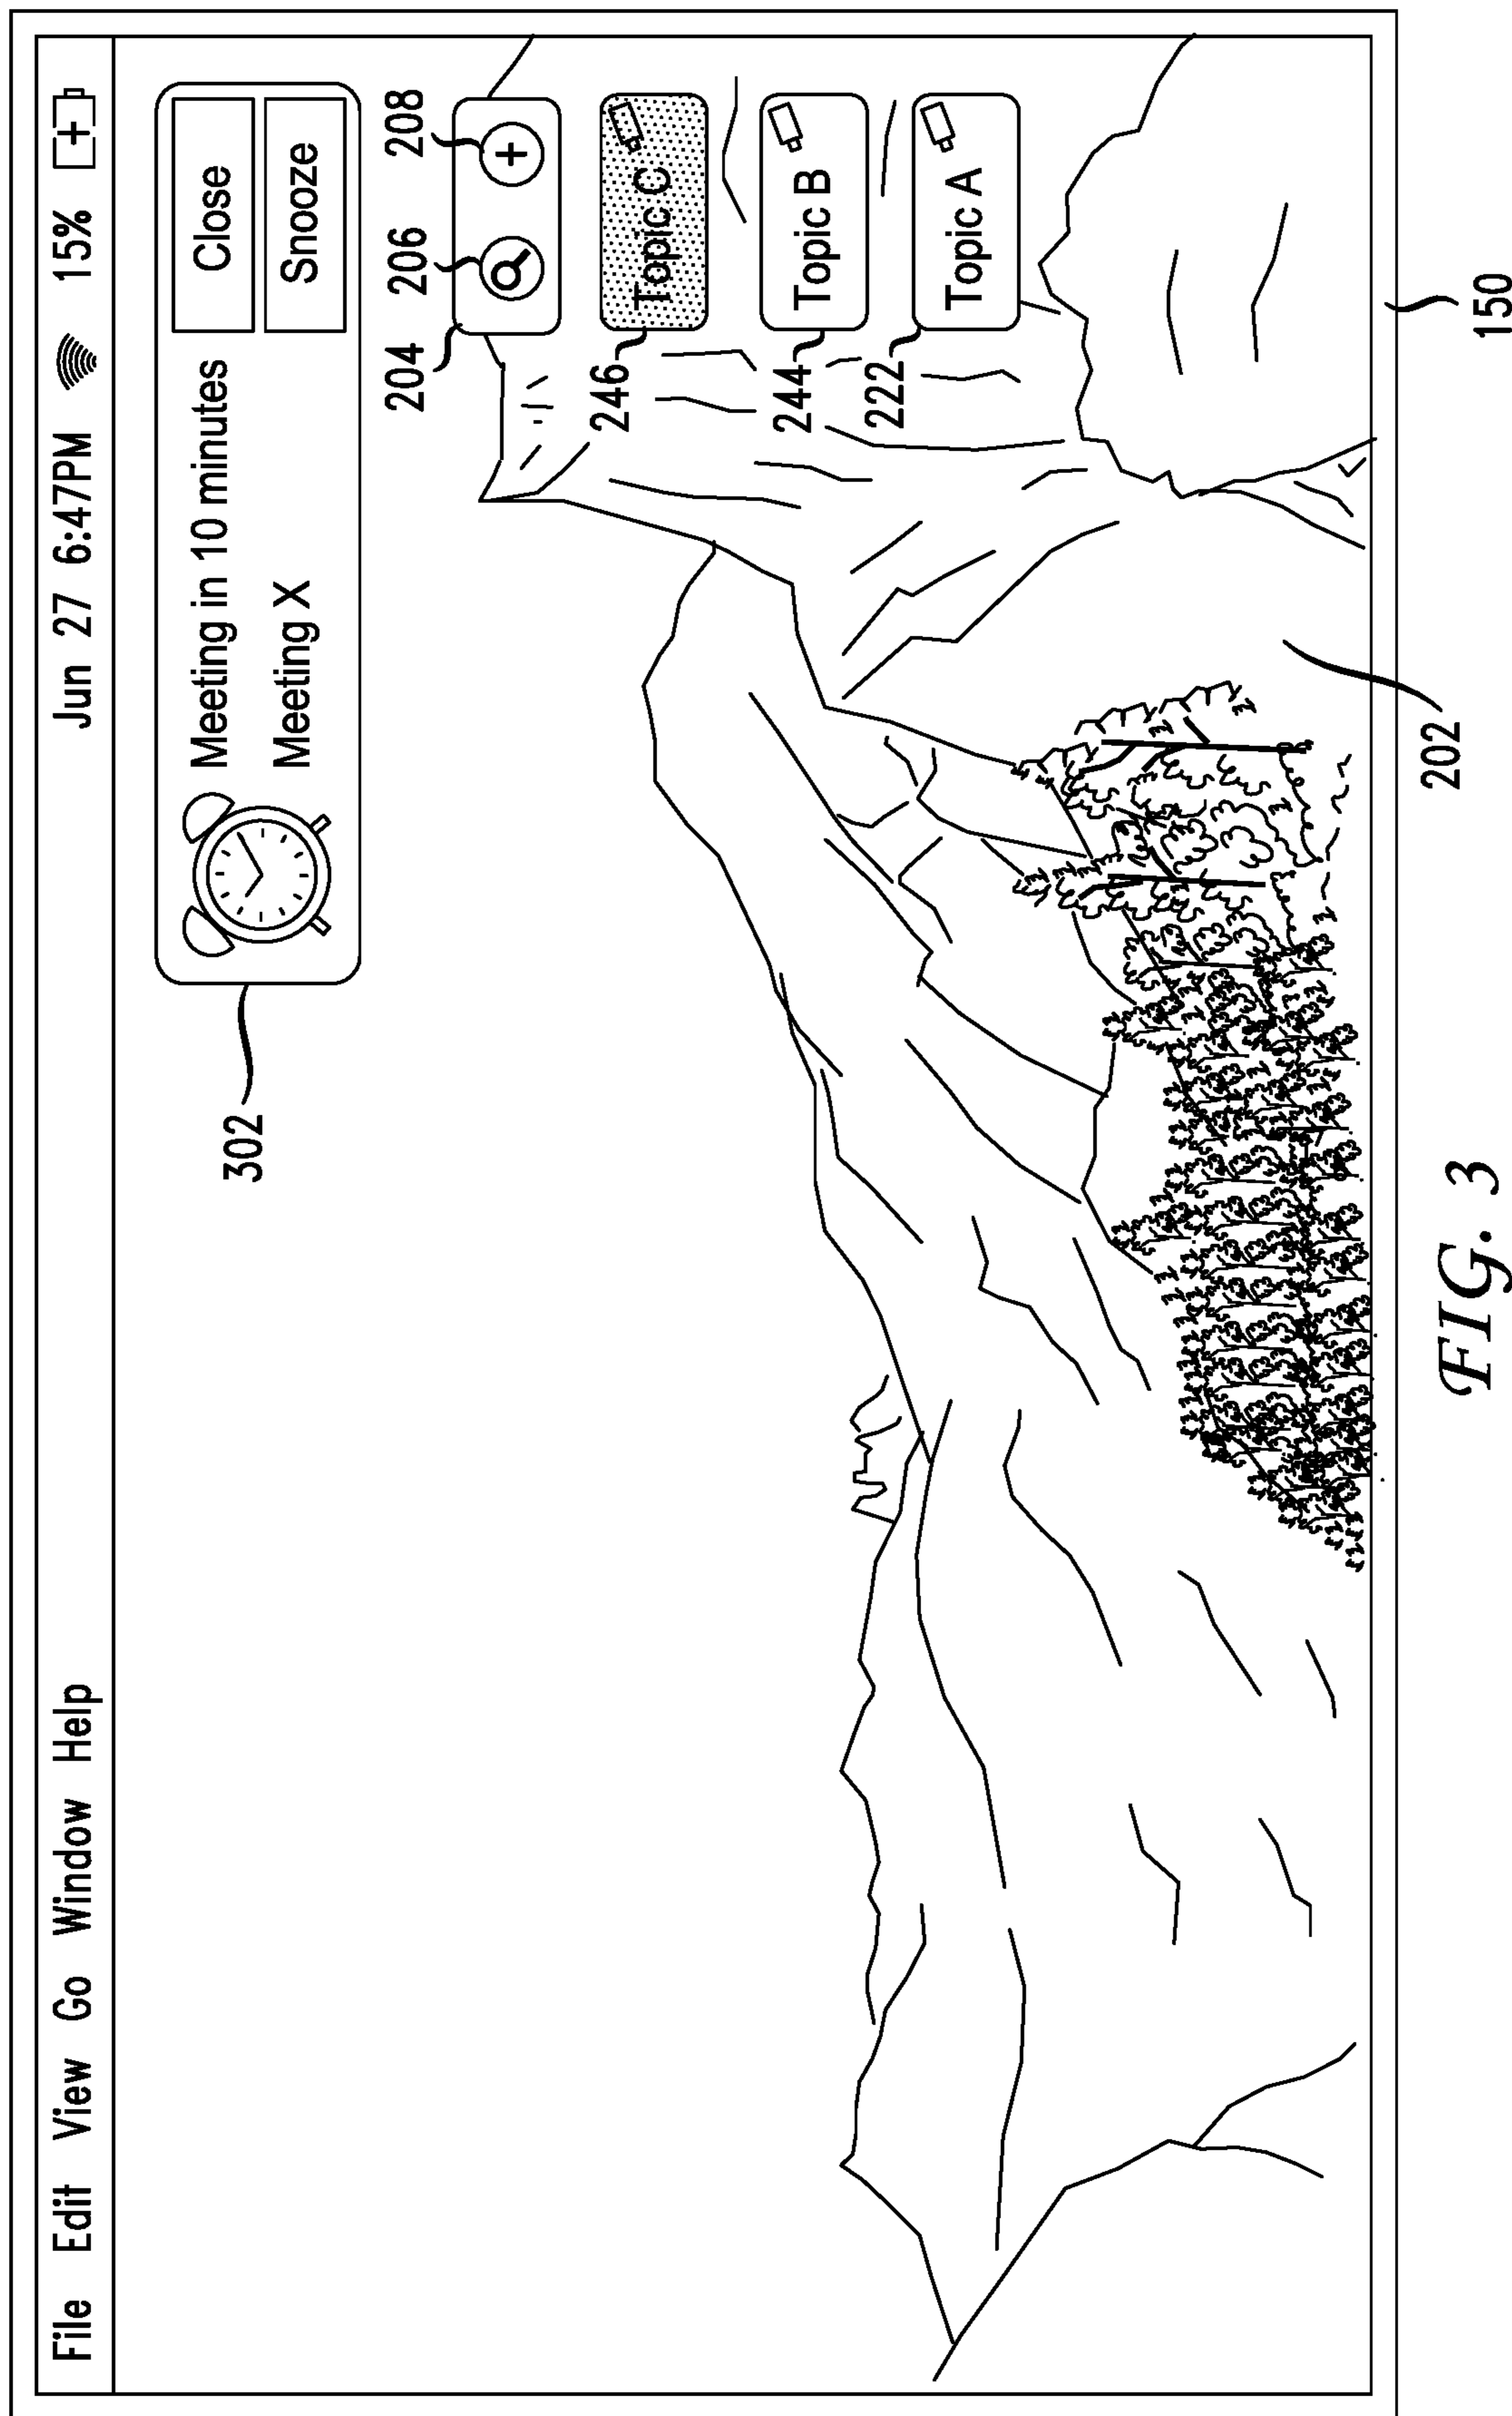 File Edit View Go Window Help Jun 27 6:47PM 15%
Meeting in 10 minutes
Meeting X
Close
Snooze
302
204
206
208
246
Topic C
244
Topic B
222
Topic A
202
150
FIG. 3